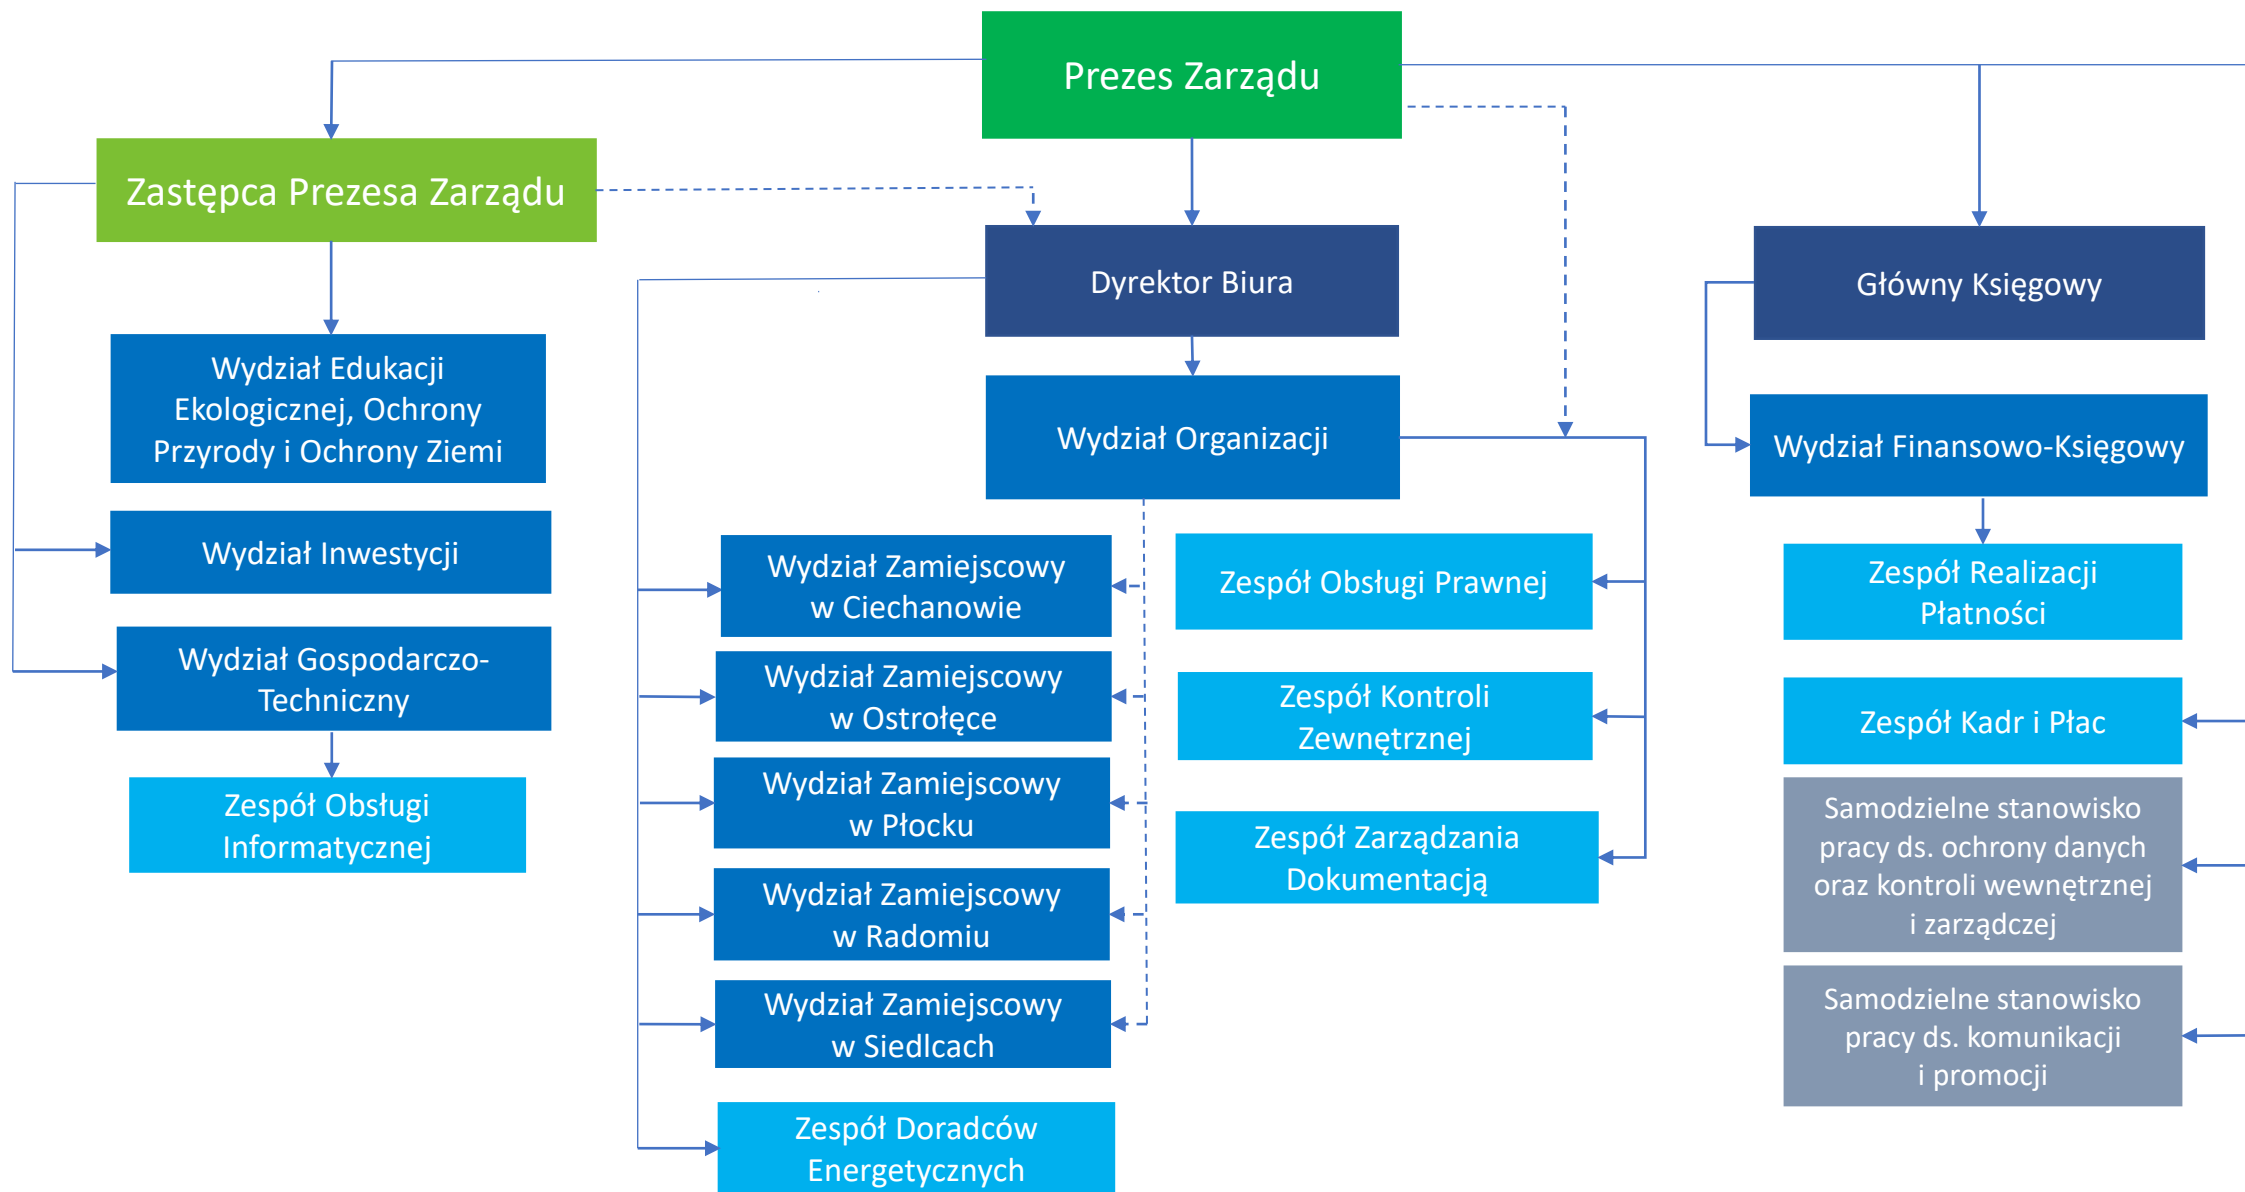 Prezes Zarządu
Zastępca Prezesa Zarządu
Dyrektor Biura
Główny Księgowy
Wydział Edukacji
Ekologicznej, Ochrony
Przyrody i Ochrony Ziemi
Wydział Inwestycji
Wydział Gospodarczo-
Techniczny
Zespół Obsługi
Informatycznej
Wydział Organizacji
Wydział Zamiejscowy
w Ciechanowie
Wydział Zamiejscowy
w Ostrołęce
Wydział Zamiejscowy
w Płocku
Wydział Zamiejscowy
w Radomiu
Wydział Zamiejscowy
w Siedlcach
Zespół Doradców
Energetycznych
Zespół Obsługi Prawnej
Zespół Kontroli
Zewnętrznej
Zespół Zarządzania
Dokumentacją
Wydział Finansowo-Księgowy
Zespół Realizacji
Płatności
Zespół Kadr i Płac
Samodzielne stanowisko
pracy ds. ochrony danych
oraz kontroli wewnętrznej
i zarządczej
Samodzielne stanowisko
pracy ds. komunikacji
i promocji